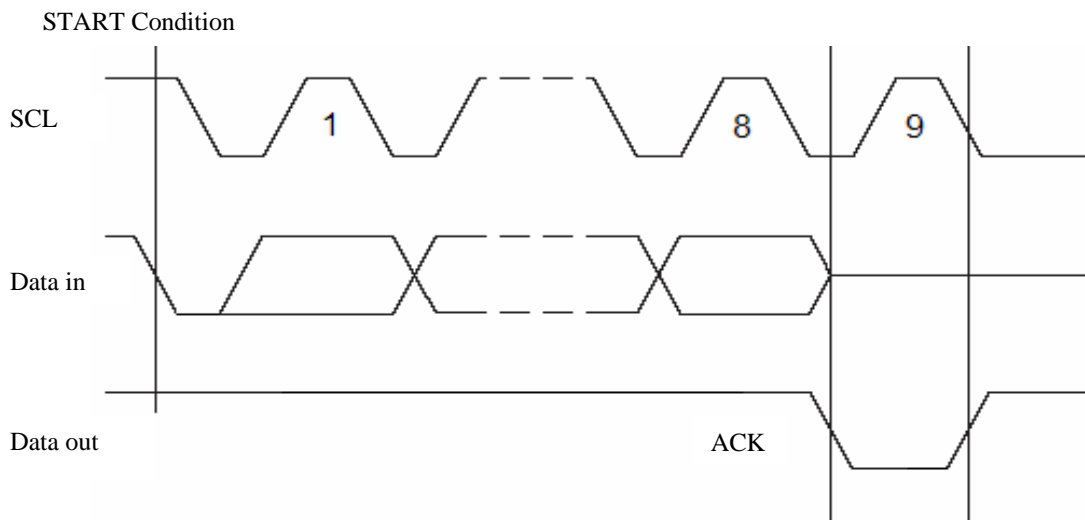 START Condition
SCL
1
8
9
Data in
Data out
ACK